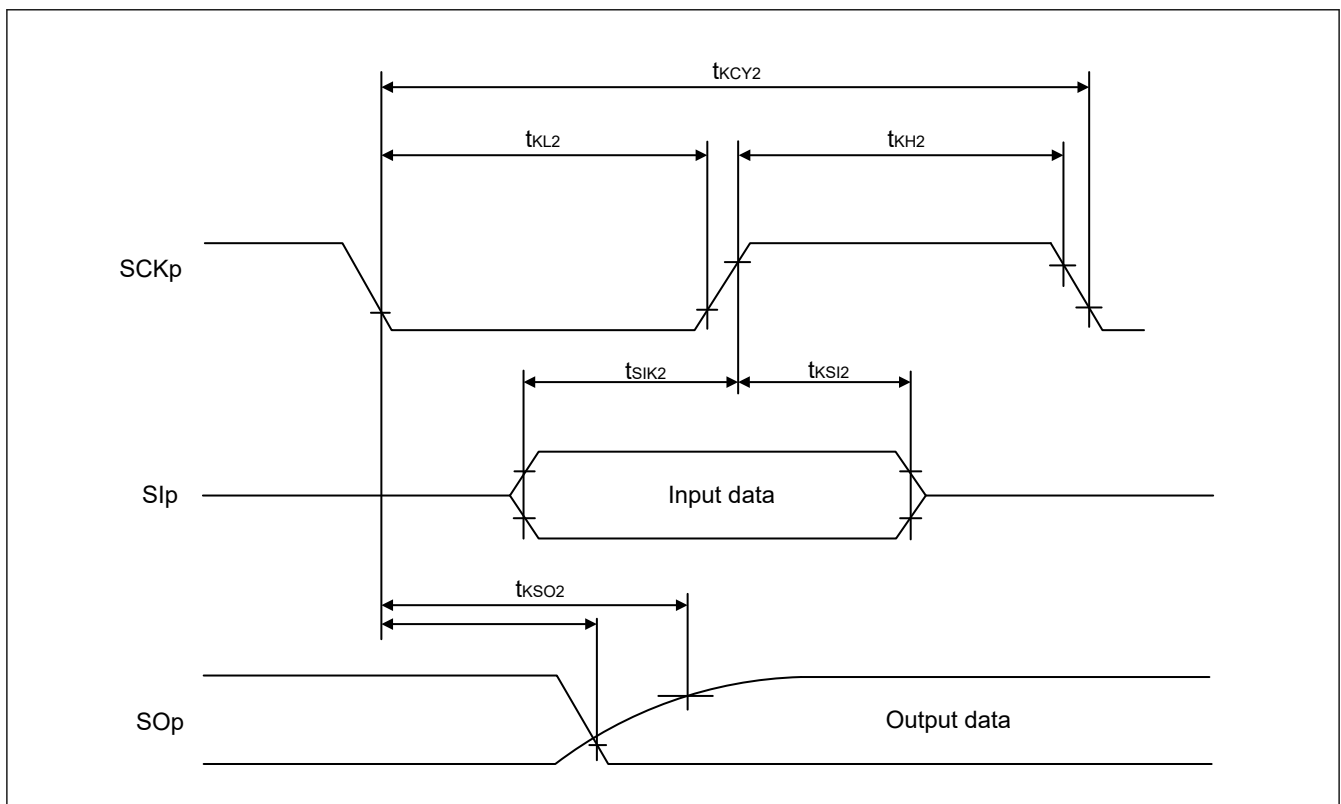 tKCY2
tKL2
tKH2
SCKp
tSIK2
tKSI2
SIp
Input data
tKSO2
SOp
Output data